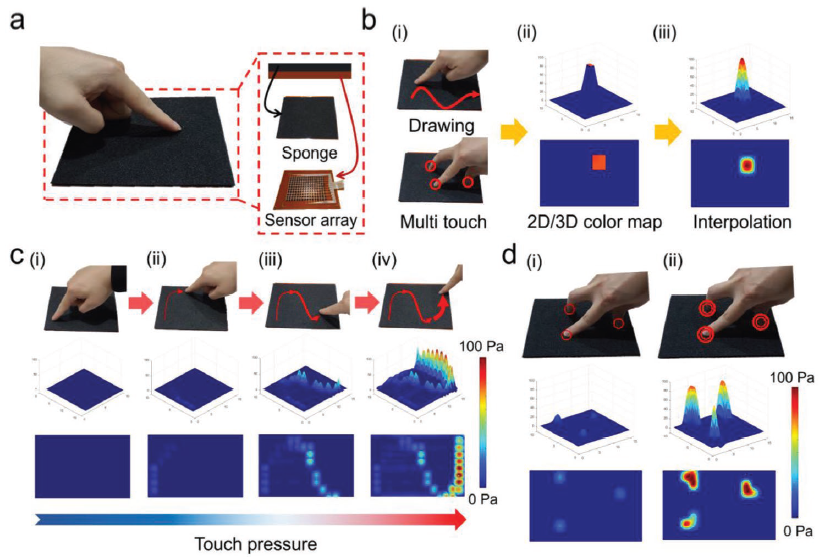 a
Sponge
Sensor array
b
(i)
(ii)
(iii)
Drawing
Multi touch
2D/3D color map
Interpolation
c
(i)
(ii)
(iii)
(iv)
100 Pa
0 Pa
Touch pressure
d
(i)
(ii)
100 Pa
0 Pa